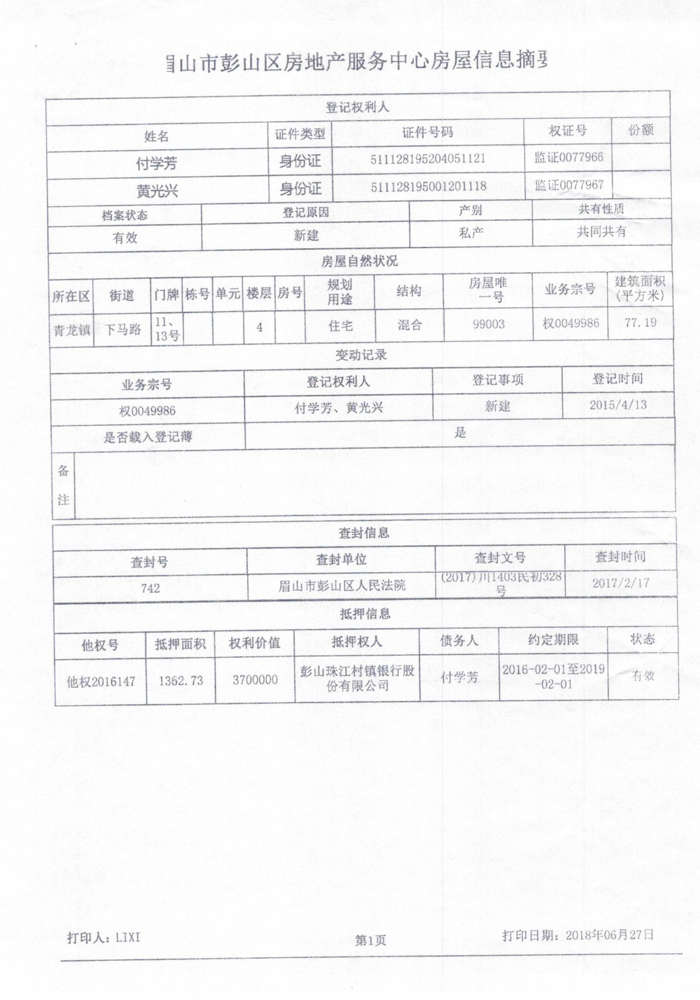 眉山市彭山区房地产服务中心房屋信息摘要
登记权利人
姓名 证件类型 证件号码 权证号 份额
付学芳 身份证 511128195204051121 监证0077966
黄光兴 身份证 511128195001201118 监证0077967
档案状态 登记原因 产别 共有性质
有效 新建 私产 共同共有
房屋自然状况
所在区 街道 门牌 栋号 单元 楼层 房号 规划用途 结构 房屋唯一号 业务宗号 建筑面积(平方米)
青龙镇 下马路 11、13号 4 住宅 混合 99003 权0049986 77.19
变动记录
业务宗号 登记权利人 登记事项 登记时间
权0049986 付学芳、黄光兴 新建 2015/4/13
是否载入登记薄 是
备注
查封信息
查封号 查封单位 查封文号 查封时间
742 眉山市彭山区人民法院 (2017)川1403民初328号 2017/2/17
抵押信息
他权号 抵押面积 权利价值 抵押权人 债务人 约定期限 状态
他权2016147 1362.73 3700000 彭山珠江村镇银行股份有限公司 付学芳 2016-02-01至2019-02-01 有效
打印人：LIXI 第1页 打印日期：2018年06月27日